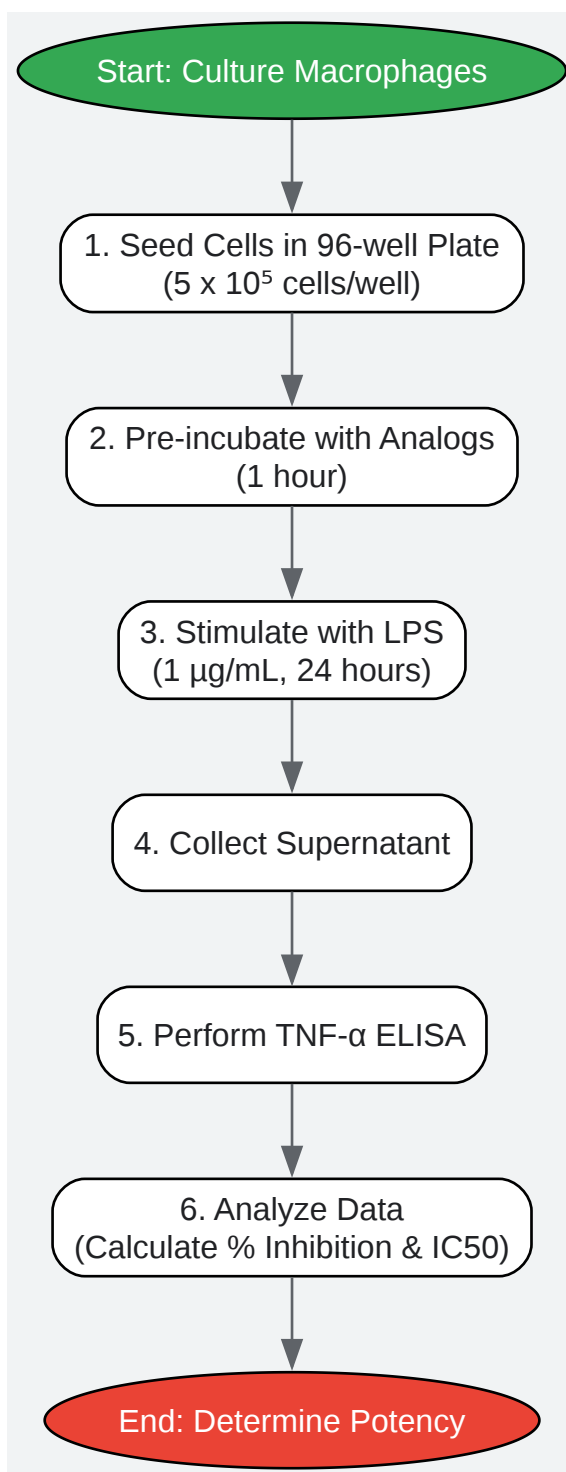 Start: Culture Macrophages
1. Seed Cells in 96-well Plate
(5 x 10⁵ cells/well)
2. Pre-incubate with Analogs
(1 hour)
3. Stimulate with LPS
(1 µg/mL, 24 hours)
4. Collect Supernatant
5. Perform TNF-α ELISA
6. Analyze Data
(Calculate % Inhibition & IC50)
End: Determine Potency